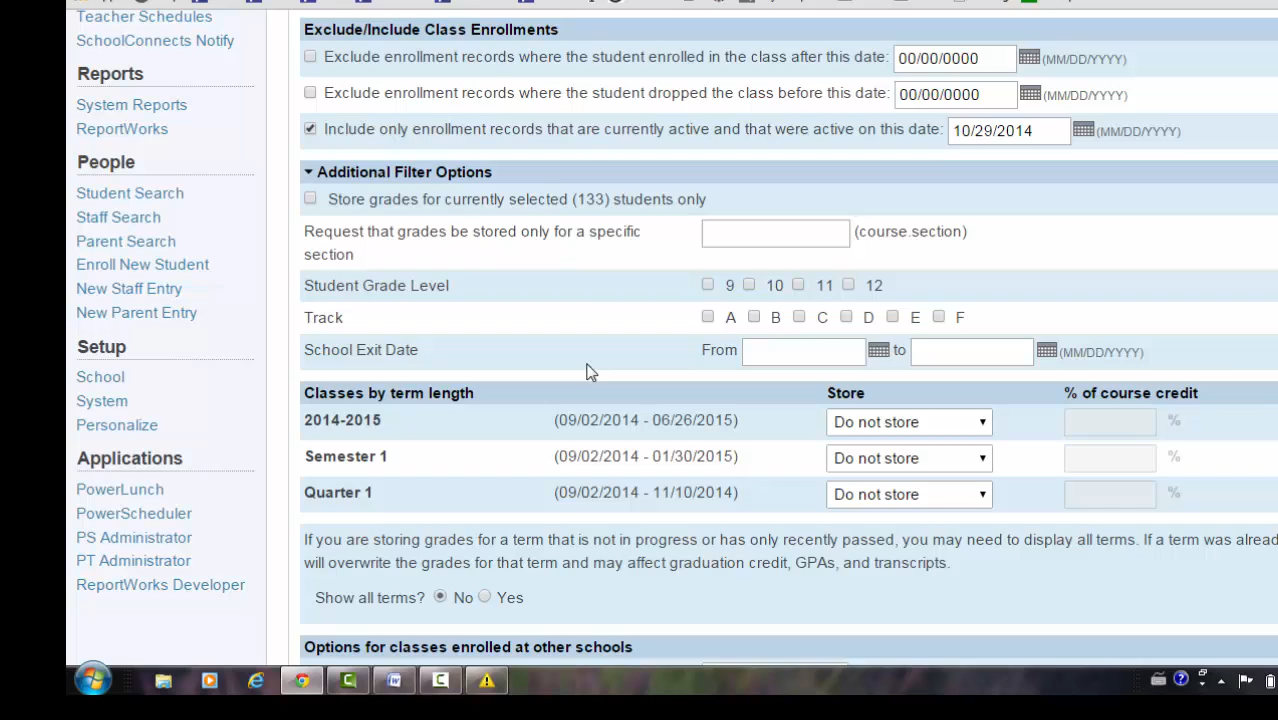 Teacher Schedules
SchoolConnects Notify
Reports
System Reports
ReportWorks
People
Student Search
Staff Search
Parent Search
Enroll New Student
New Staff Entry
New Parent Entry
Setup
School
System
Personalize
Applications
PowerLunch
PowerScheduler
PS Administrator
PT Administrator
ReportWorks Developer
Exclude/Include Class Enrollments
Exclude enrollment records where the student enrolled in the class after this date: 00/00/0000 (MM/DD/YYYY)
Exclude enrollment records where the student dropped the class before this date: 00/00/0000 (MM/DD/YYYY)
Include only enrollment records that are currently active and that were active on this date: 10/29/2014 (MM/DD/YYYY)
Additional Filter Options
Store grades for currently selected (133) students only
Request that grades be stored only for a specific (course.section)
section
Student Grade Level 9 10 11 12
Track A B C D E F
School Exit Date From to (MM/DD/YYYY)
Classes by term length Store % of course credit
2014-2015 (09/02/2014 - 06/26/2015) Do not store %
Semester 1 (09/02/2014 - 01/30/2015) Do not store %
Quarter 1 (09/02/2014 - 11/10/2014) Do not store %
If you are storing grades for a term that is not in progress or has only recently passed, you may need to display all terms. If a term was
will overwrite the grades for that term and may affect graduation credit, GPAs, and transcripts.
Show all terms? No Yes
Options for classes enrolled at other schools